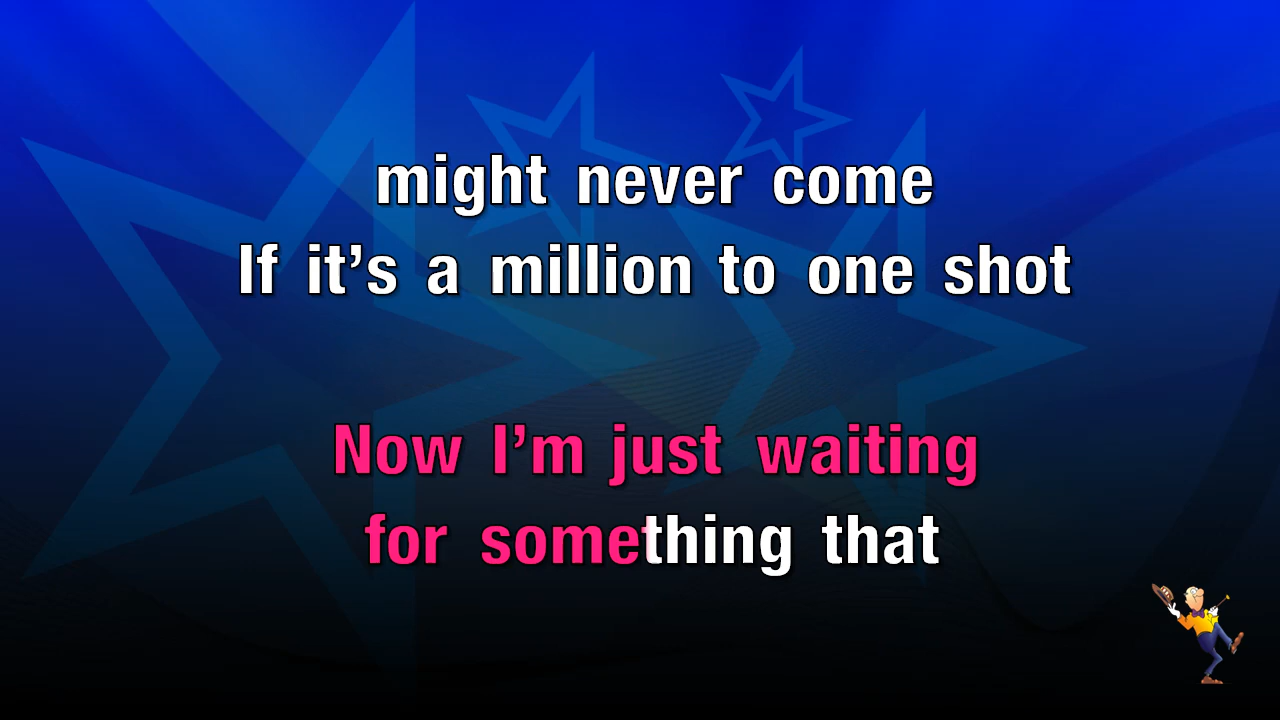 might never come
If it’s a million to one shot
Now I’m just waiting
for something that